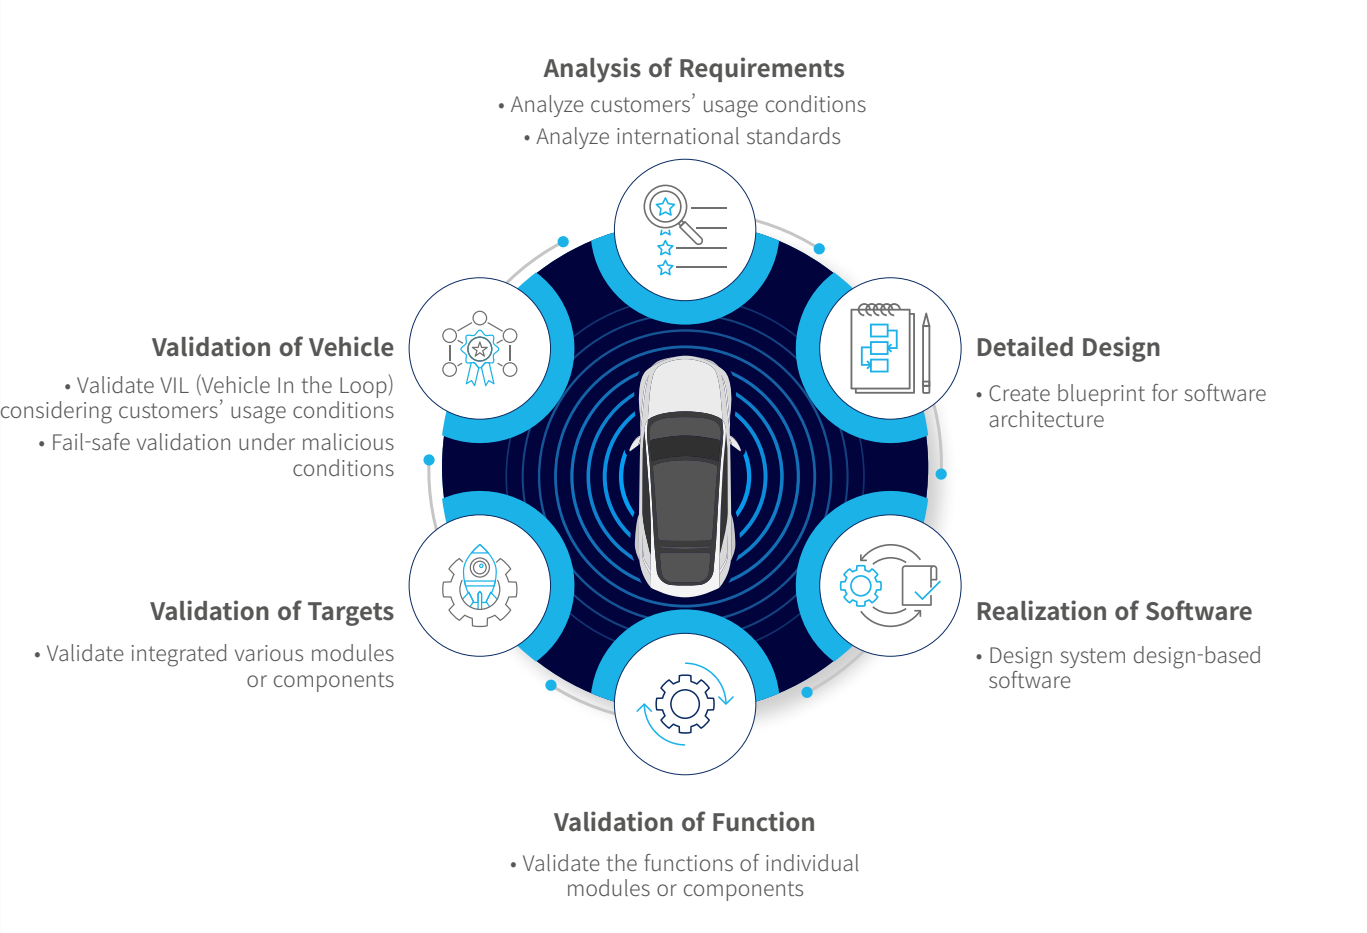 Analysis of Requirements
• Analyze customers’ usage conditions
• Analyze international standards
Detailed Design
• Create blueprint for software
architecture
Realization of Software
• Design system design-based
software
Validation of Function
• Validate the functions of individual
modules or components
Validation of Targets
• Validate integrated various modules
or components
Validation of Vehicle
• Validate VIL (Vehicle In the Loop)
considering customers’ usage conditions
• Fail-safe validation under malicious
conditions